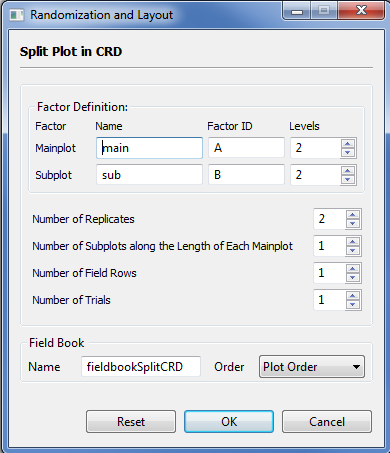 Randomization and Layout
Split Plot in CRD
Factor Definition:
Factor Name Factor ID Levels
Mainplot main A 2
Subplot sub B 2
Number of Replicates 2
Number of Subplots along the Length of Each Mainplot 1
Number of Field Rows 1
Number of Trials 1
Field Book
Name fieldbookSplitCRD Order Plot Order
Reset OK Cancel